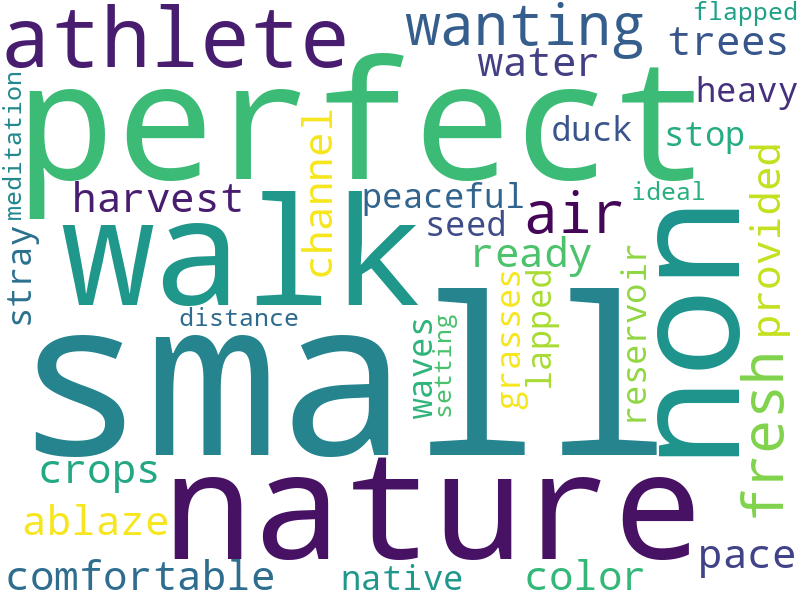 flapped
athlete
wanting
trees
water
perfect
heavy
meditation
channel
duck
stop
harvest
peaceful
ideal
provided
seed
air
walk
non
stray
ready
reservoir
grasses
lapped
distance
small
waves
setting
fresh
crops
nature
ablaze
pace
comfortable
native
color